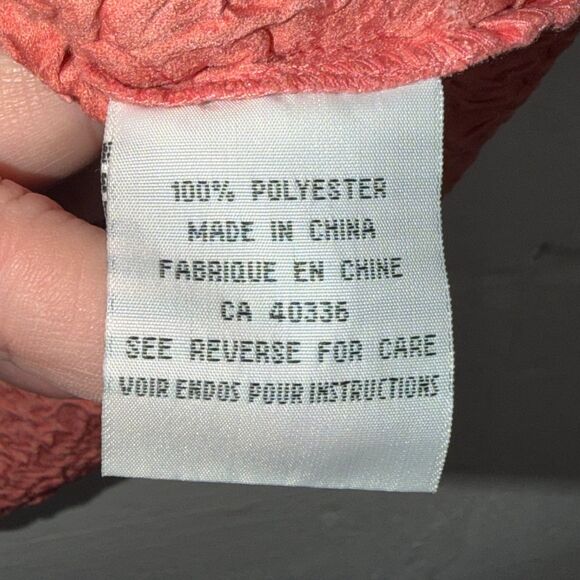 100% POLYESTER
MADE IN CHINA
FABRIQUE EN CHINE
CA 40336
SEE REVERSE FOR CARE
VOIR ENDOS POUR INSTRUCTIONS